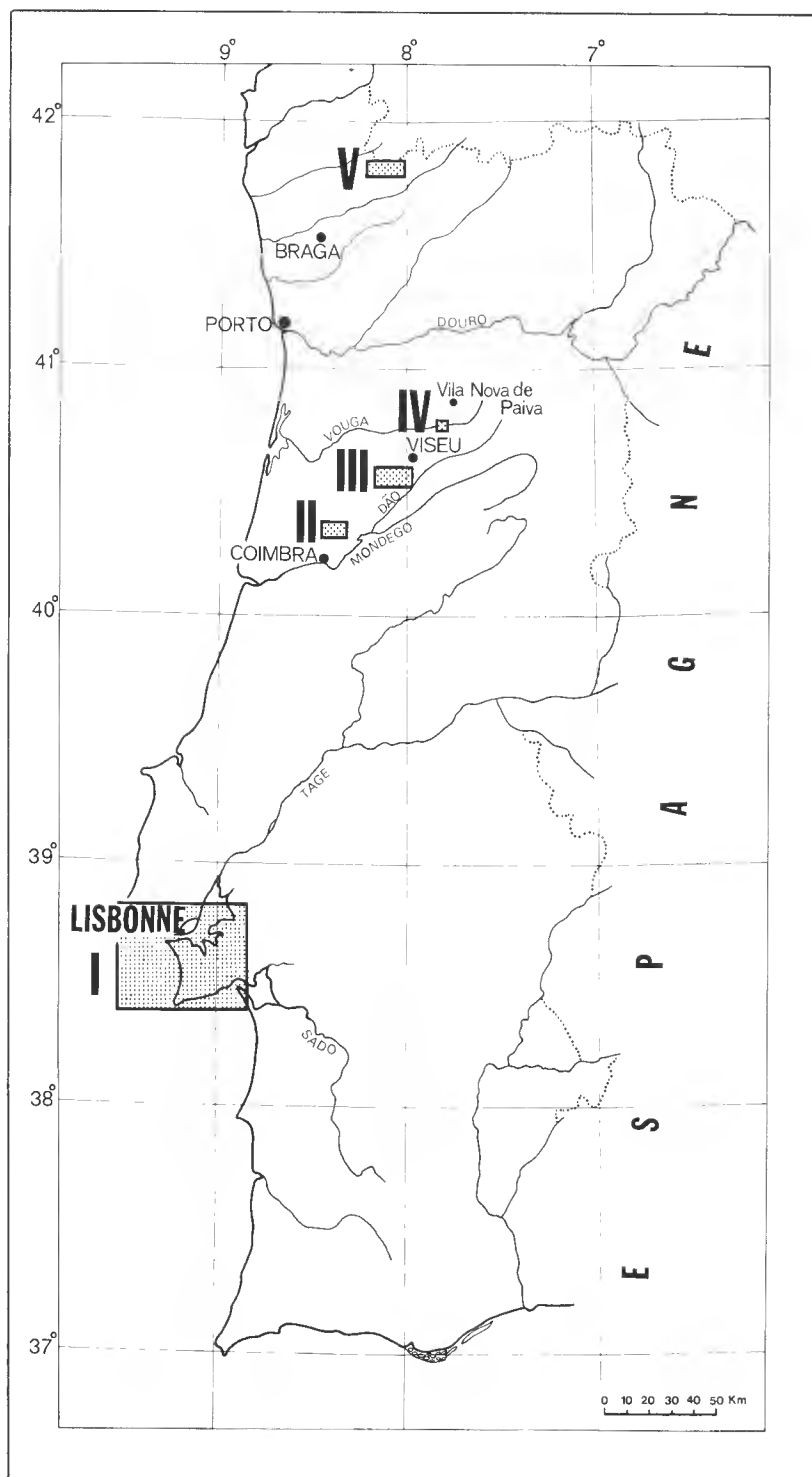 9° 8° 7°
42°
V
BRAGA
PORTO
DOURO
41°
E
IV
Vila Nova de
Paiva
VOUGA
VISEU
III
DÃO
N
II
MONDEGO
COIMBRA
40°
G
TAGE
A
39°
LISBONNE
I
P
SADO
38°
S
E
37°
0 10 20 30 40 50 Km